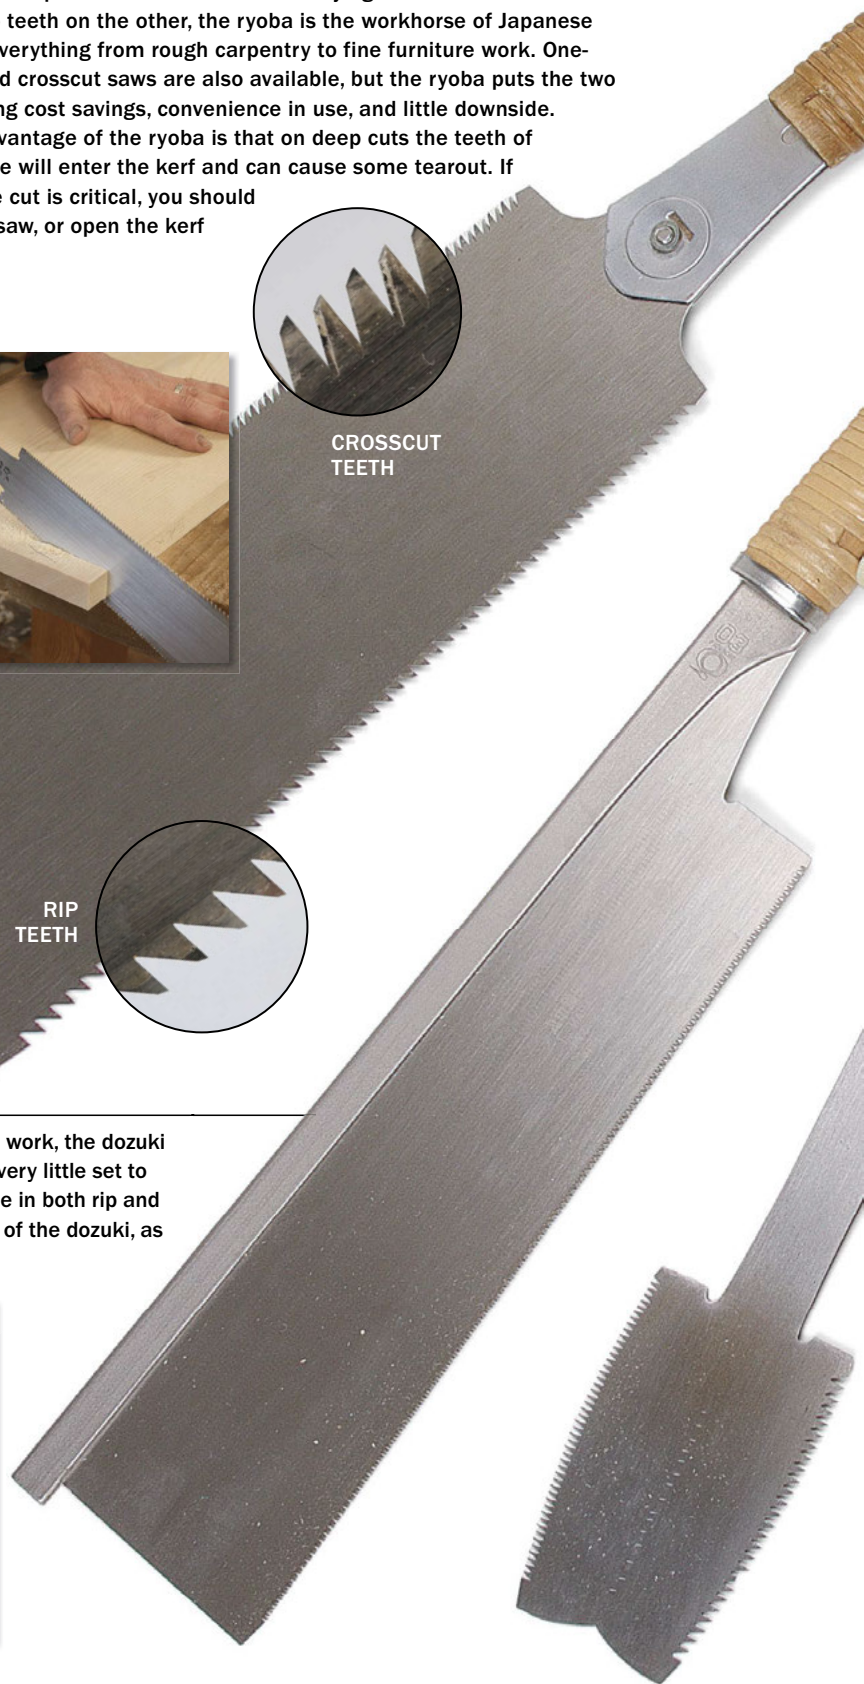 teeth on the other, the ryoba is the workhorse of Japanese
everything from rough carpentry to fine furniture work. One-
d crosscut saws are also available, but the ryoba puts the two
ng cost savings, convenience in use, and little downside.
vantage of the ryoba is that on deep cuts the teeth of
e will enter the kerf and can cause some tearout. If
e cut is critical, you should
saw, or open the kerf
CROSSCUT
TEETH
RIP
TEETH
work, the dozuki
very little set to
e in both rip and
of the dozuki, as